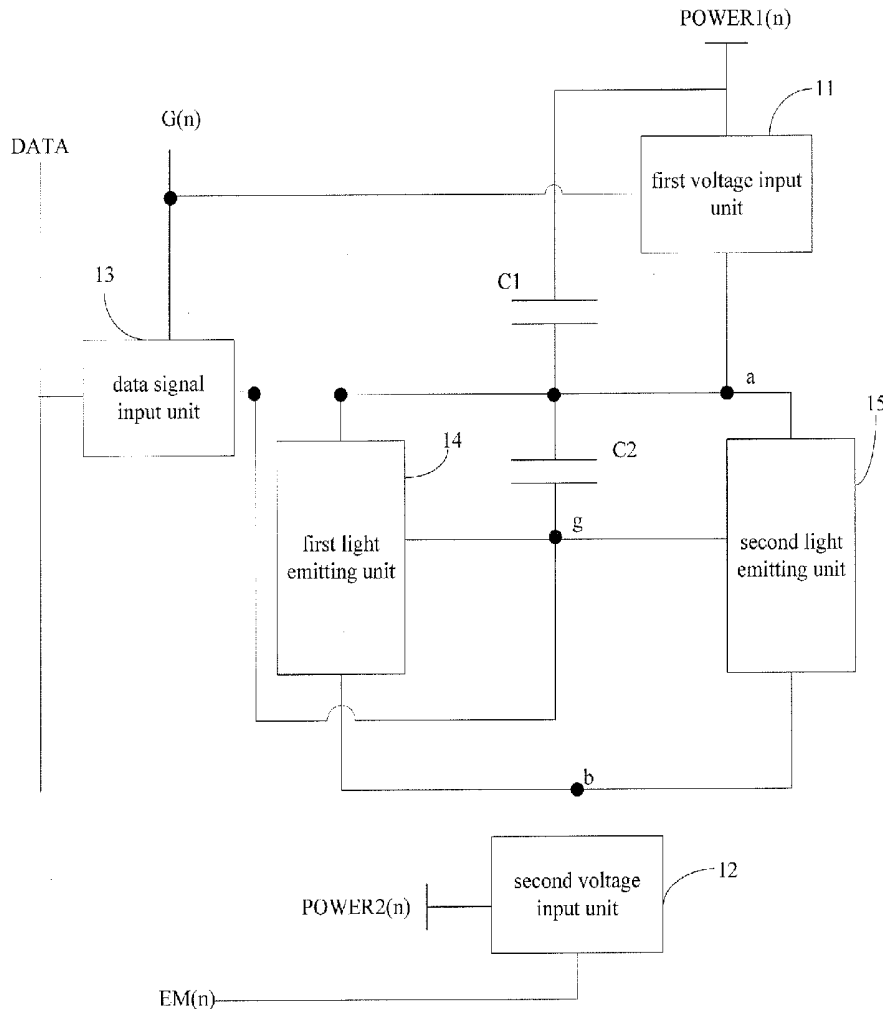 POWER1(n)
11
G(n)
DATA
first voltage input
unit
13
C1
data signal
input unit
a
15
14
C2
g
first light
emitting unit
second light
emitting unit
b
second voltage
input unit
12
POWER2(n)
EM(n)